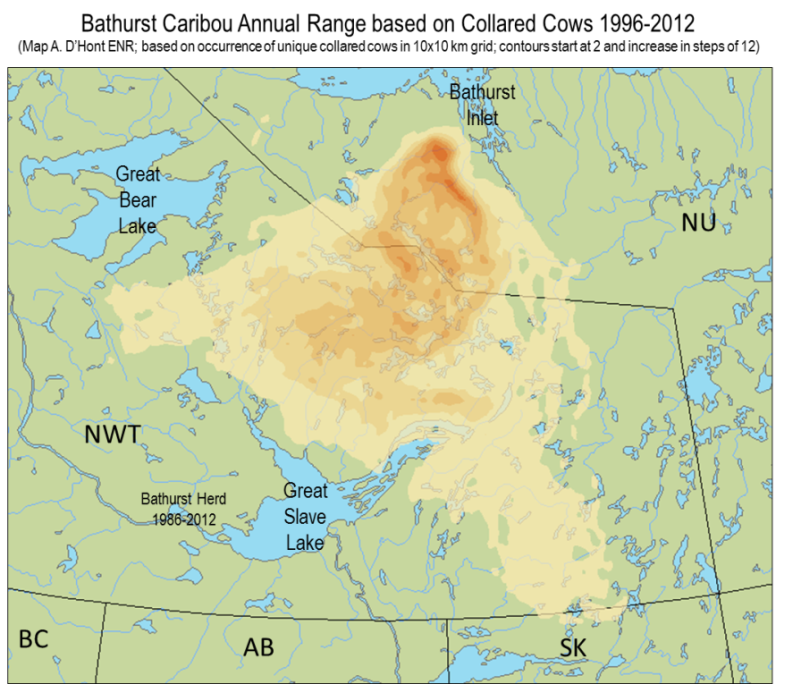 Bathurst Caribou Annual Range based on Collared Cows 1996-2012
(Map A. D'Hont ENR; based on occurrence of unique collared cows in 10x10 km grid; contours start at 2 and increase in steps of 12)
Bathurst
Inlet
Great
Bear
Lake
NU
NWT
Bathurst Herd
1986-2012
Great
Slave
Lake
BC
AB
SK